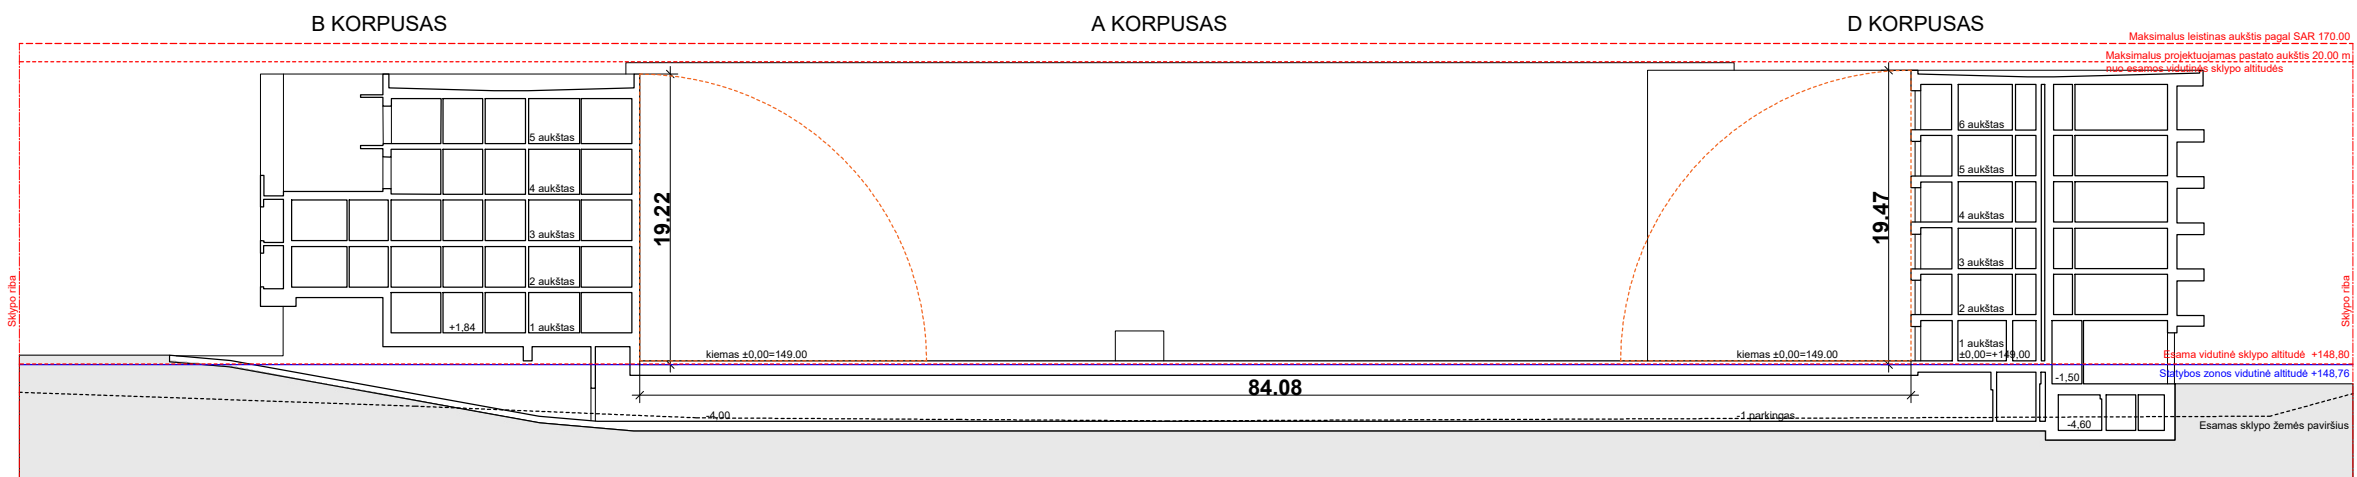 B KORPUSAS
A KORPUSAS
D KORPUSAS
Maksimalus leistinas aukštis pagal SAR 170.00
Maksimalus projektuojamas pastato aukštis 20.00 m
nuo esamos vidutinės sklypo altitudės
5 aukštas
4 aukštas
3 aukštas
2 aukštas
+1,84
1 aukštas
19.22
19.47
6 aukštas
5 aukštas
4 aukštas
3 aukštas
2 aukštas
1 aukštas
±0,00=+149,00
Sklypo riba
Sklypo riba
kiemas ±0,00=149.00
kiemas ±0,00=149.00
Esama vidutinė sklypo altitudė +148,80
Statybos zonos vidutinė altitudė +148,76
-1,50
84.08
-4,00
-1 parkingas
-4,60
Esamas sklypo žemės paviršius